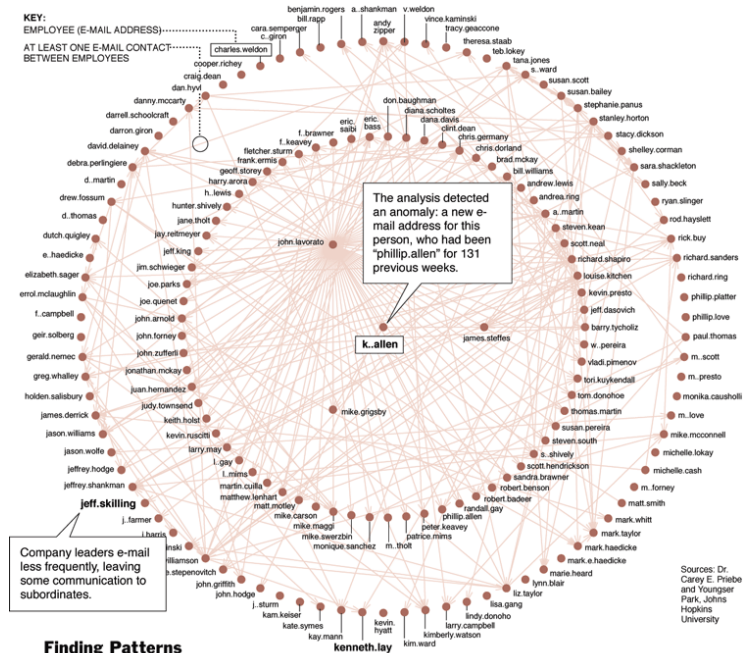 KEY:
EMPLOYEE (E-MAIL ADDRESS)
AT LEAST ONE E-MAIL CONTACT
BETWEEN EMPLOYEES
benjamin.rogers
bill.rapp
cara.semperger
c..giron
charles.weldon
cooper.richey
craig.dean
dan.hyvl
danny.mccarty
darrell.schoolcraft
darron.giron
david.delainey
debra.perlingiere
d..martin
drew.fossum
d..thomas
dutch.quigley
e..haedicke
elizabeth.sager
errol.mclaughlin
f..campbell
geir.solberg
gerald.nemec
greg.whalley
holden.salisbury
james.derrick
jason.williams
jason.wolfe
jeffrey.hodge
jeffrey.shankman
jeff.skilling
j..farmer
j.harris
inski
illiamson
e.stepenovitch
john.griffith
john.hodge
j..sturm
kam.keiser
kate.symes
kay.mann
kenneth.lay
kevin.
hyatt
kim.ward
kimberly.watson
larry.campbell
lindy.donoho
lisa.gang
liz.taylor
lynn.blair
marie.heard
mark.e.haedicke
mark.haedicke
mark.taylor
mark.whitt
matt.smith
m..forney
michelle.cash
michelle.lokay
mike.mcconnell
m..love
monika.causholli
m..presto
m..scott
paul.thomas
phillip.love
phillip.platter
richard.ring
richard.sanders
rick.buy
rod.hayslett
ryan.slinger
sally.beck
sara.shackleton
shelley.corman
stacy.dickson
stanley.horton
stephanie.panus
susan.bailey
susan.scott
s..ward
tana.jones
teb.lokey
theresa.staab
tracy.geaccone
vince.kaminski
v.weldon
andy
zipper
a..shankman
don.baughman
diana.scholtes
dana.davis
clint.dean
chris.germany
chris.dorland
brad.mckay
bill.williams
andrew.lewis
andrea.ring
a..martin
steven.kean
scott.neal
richard.shapiro
louise.kitchen
kevin.presto
jeff.dasovich
barry.tycholiz
w..pereira
vladi.pimenov
tori.kuykendall
tom.donohoe
thomas.martin
susan.pereira
steven.south
s..shively
scott.hendrickson
sandra.brawner
robert.benson
robert.badeer
randall.gay
phillip.allen
peter.keavey
patrice.mims
m..tholt
monique.sanchez
mike.swerzbin
mike.maggi
mike.carson
matt.motley
matthew.lenhart
martin.cuilla
l..mims
l..gay
larry.may
kevin.ruscitti
keith.holst
judy.townsend
juan.hernandez
jonathan.mckay
john.zufferli
john.forney
john.arnold
joe.quenet
joe.parks
jim.schwieger
jeff.king
jay.reitmeyer
jane.tholt
hunter.shively
h..lewis
harry.arora
geoff.storey
frank.ermis
fletcher.sturm
f..keavey
f..brawner
eric.
saibi
eric.
bass
john.lavorato
The analysis detected
an anomaly: a new e-
mail address for this
person, who had been
“phillip.allen” for 131
previous weeks.
k..allen
james.steffes
mike.grigsby
Company leaders e-mail
less frequently, leaving
some communication to
subordinates.
Sources: Dr.
Carey E. Priebe
and Youngser
Park, Johns
Hopkins
University
Finding Patterns